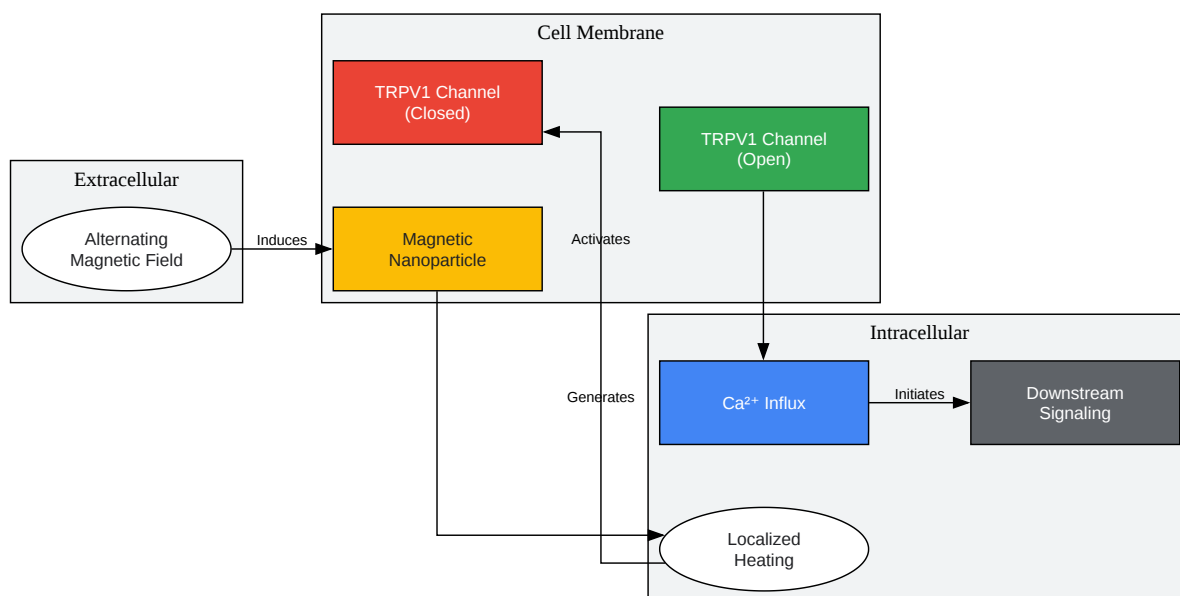 Cell Membrane
TRPV1 Channel
(Closed)
TRPV1 Channel
(Open)
Extracellular
Alternating
Magnetic Field
Induces
Magnetic
Nanoparticle
Activates
Intracellular
Generates
Ca²⁺ Influx
Initiates
Downstream
Signaling
Localized
Heating